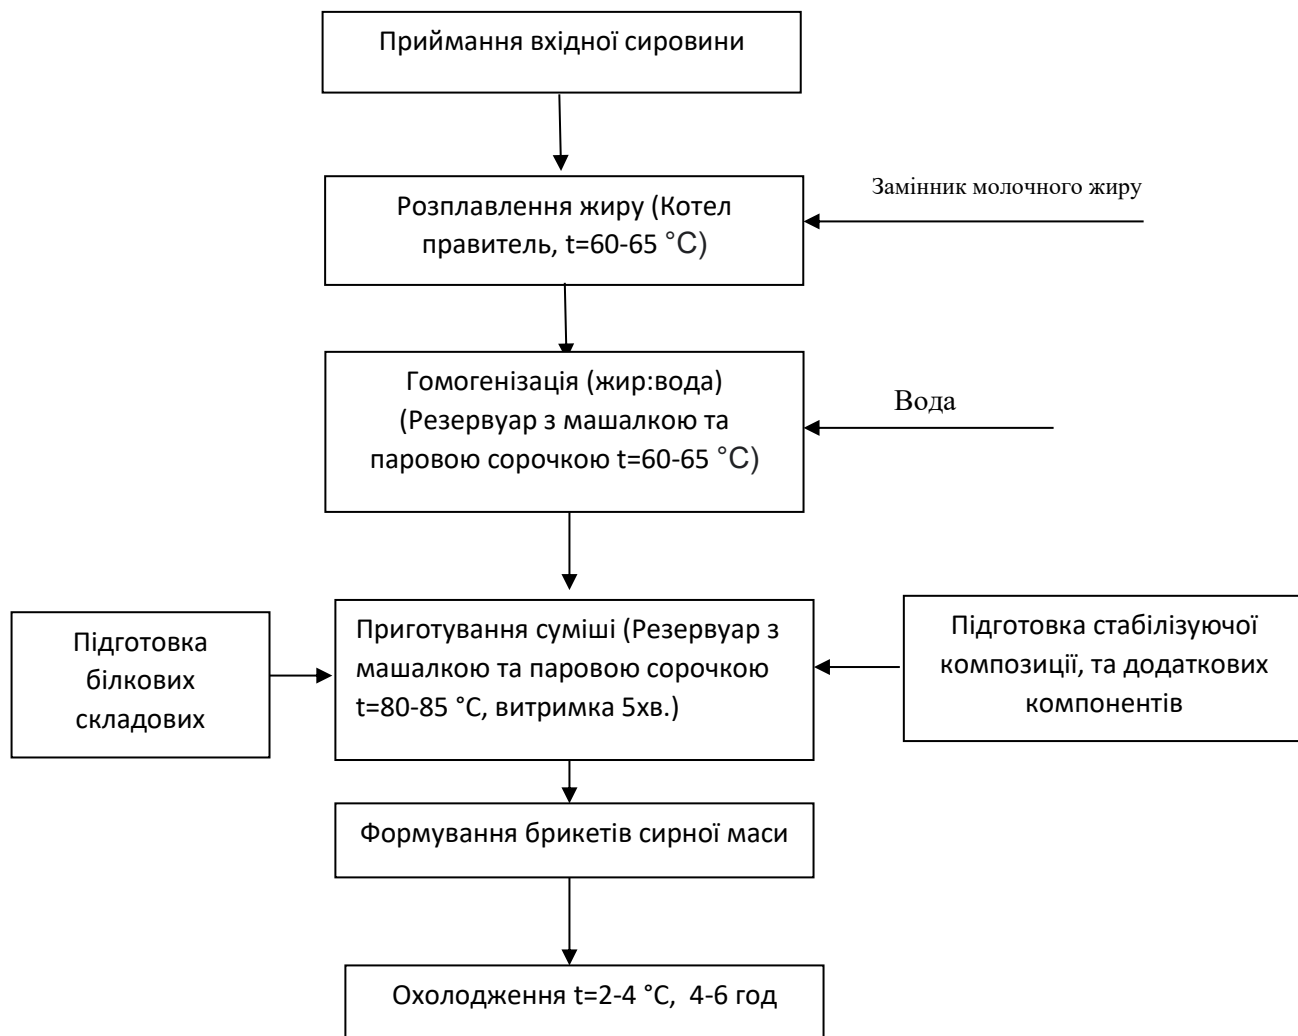 Приймання вхідної сировини
Замінник молочного жиру
Розплавлення жиру (Котел
правитель, t=60-65 °C)
Гомогенізація (жир:вода)
(Резервуар з машалкою та
паровою сорочкою t=60-65 °C)
Вода
Підготовка
білкових
складових
Приготування суміші (Резервуар з
машалкою та паровою сорочкою
t=80-85 °C, витримка 5хв.)
Підготовка стабілізуючої
композиції, та додаткових
компонентів
Формування брикетів сирної маси
Охолодження t=2-4 °C, 4-6 год